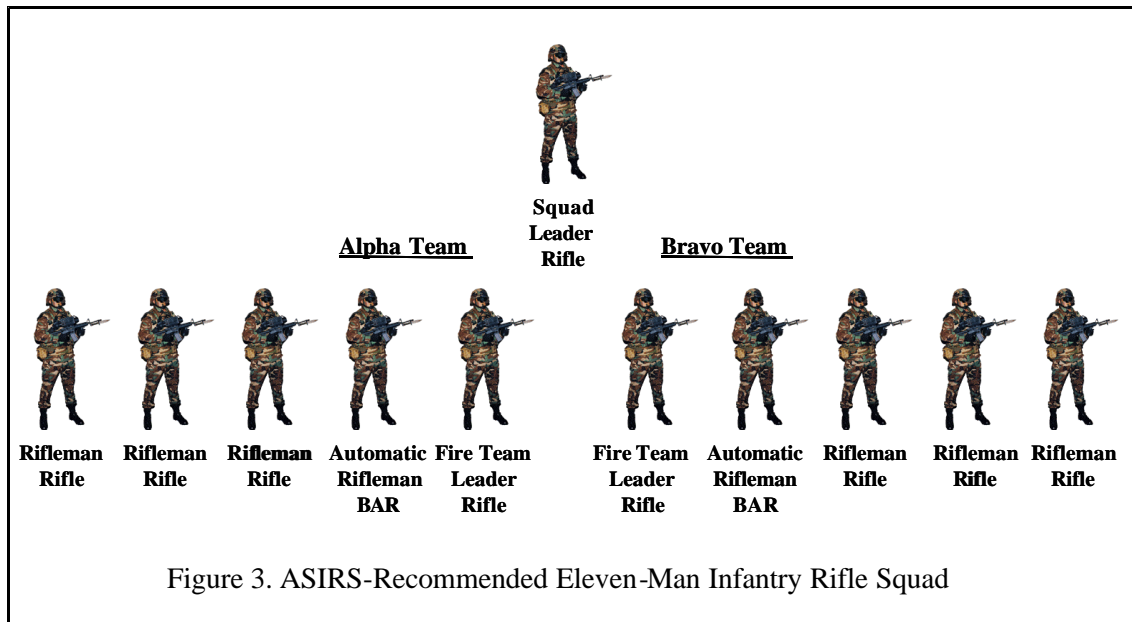 Squad
Leader
Rifle
Alpha Team
Bravo Team
Rifleman
Rifle
Rifleman
Rifle
Rifleman
Rifle
Automatic
Rifleman
BAR
Fire Team
Leader
Rifle
Fire Team
Leader
Rifle
Automatic
Rifleman
BAR
Rifleman
Rifle
Rifleman
Rifle
Rifleman
Rifle
Figure 3. ASIRS-Recommended Eleven-Man Infantry Rifle Squad